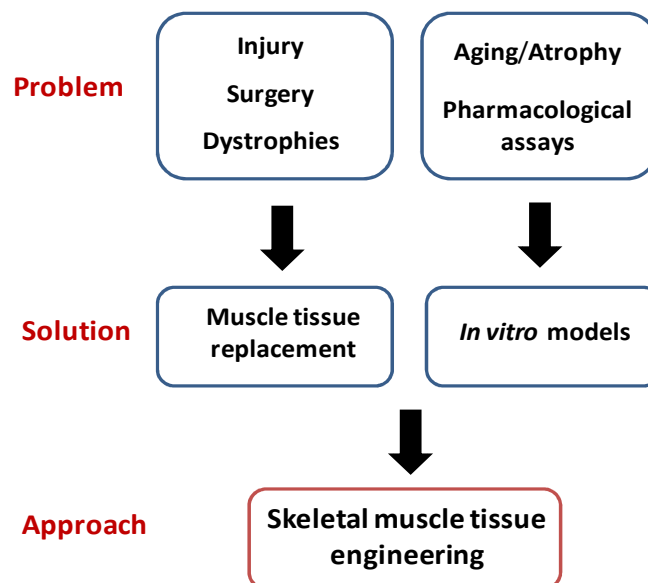 Problem
Injury
Surgery
Dystrophies
Aging/Atrophy
Pharmacological
assays
Solution
Muscle tissue
replacement
In vitro models
Approach
Skeletal muscle tissue
engineering